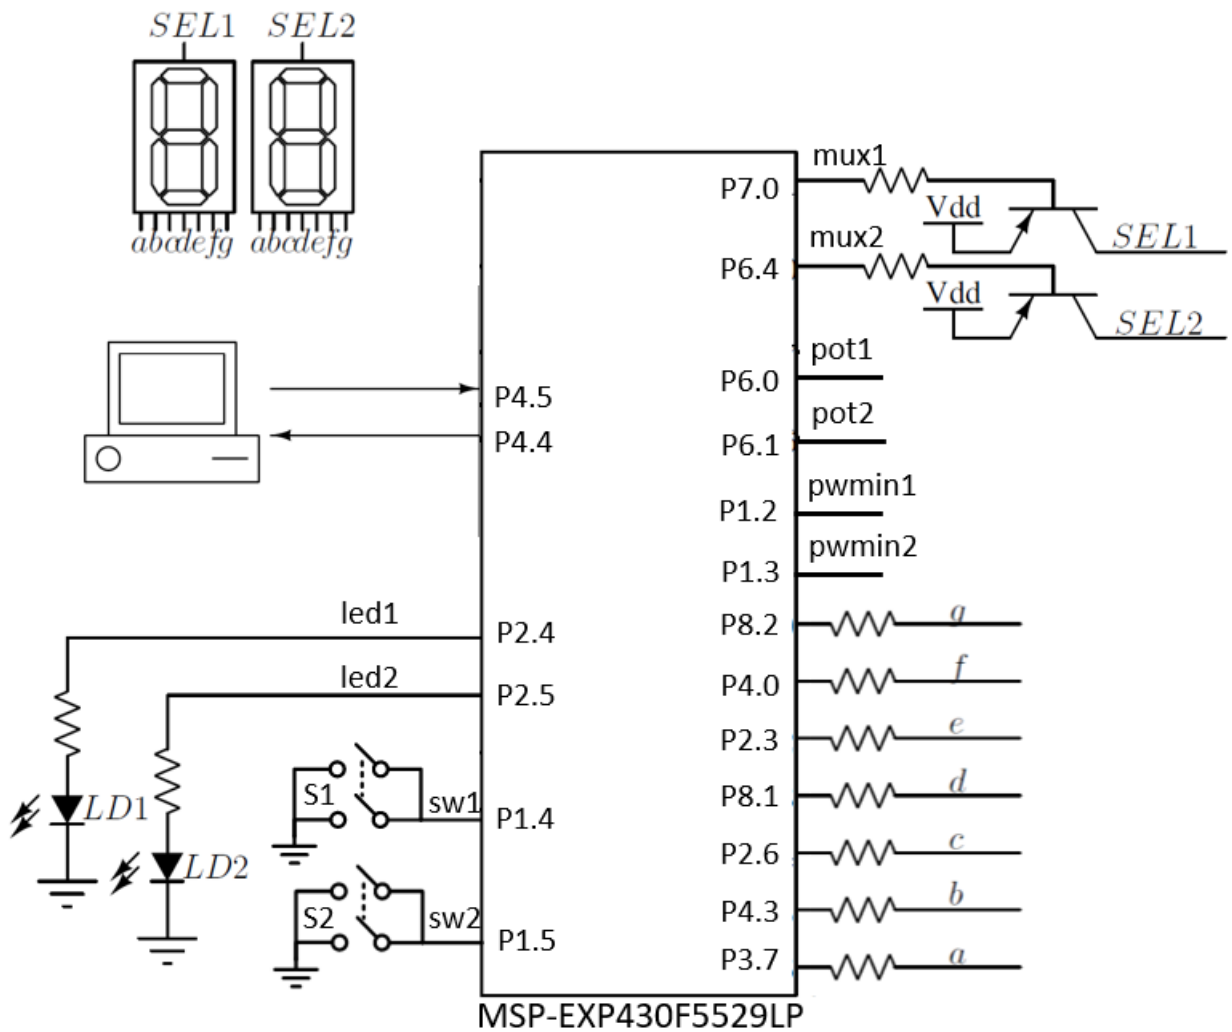 SEL1 SEL2
abcdefg abcdefg
mux1
P7.0
Vdd
SEL1
mux2
P6.4
Vdd
SEL2
pot1
P6.0
pot2
P6.1
pwmin1
P1.2
pwmin2
P1.3
P4.5
P4.4
led1
P2.4
led2
P2.5
LD1
LD2
S1
sw1
P1.4
S2
sw2
P1.5
P8.2
g
P4.0
f
P2.3
e
P8.1
d
P2.6
c
P4.3
b
P3.7
a
MSP-EXP430F5529LP